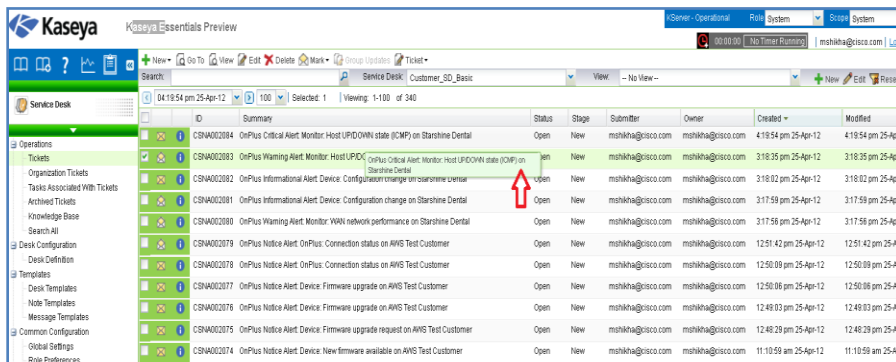 KServer - Operational Role System Scope System
Kaseya Kaseya Essentials Preview
00:00:00 No Timer Running mshikha@cisco.com
New Go To View Edit Delete Mark Group Updates Ticket
Search: Service Desk: Customer_SD_Basic View: -- No View -- New Edit
Service Desk 04:19:54 pm 25-Apr-12 100 Selected: 1 Viewing: 1-100 of 340
ID Summary Status Stage Submitter Owner Created Modified
CSNA002084 OnPlus Critical Alert: Monitor: Host UP/DOWN state (ICMP) on Starshine Dental Open New mshikha@cisco.com mshikha@cisco.com 4:19:54 pm 25-Apr-12 4:19:54 pm 25-A
Operations
Tickets CSNA002083 OnPlus Warning Alert: Monitor: Host UP/DO New mshikha@cisco.com mshikha@cisco.com 3:18:35 pm 25-Apr-12 3:18:35 pm 25-A
OnPlus Critical Alert: Monitor: Host UP/DOWN state (ICMP) on
Starshine Dental
Organization Tickets CSNA002082 OnPlus Informational Alert: Device: Configuration change on Starshine Dental Open New mshikha@cisco.com mshikha@cisco.com 3:18:02 pm 25-Apr-12 3:18:02 pm 25-A
Tasks Associated With Tickets
Archived Tickets CSNA002081 OnPlus Informational Alert: Device: Configuration change on Starshine Dental Open New mshikha@cisco.com mshikha@cisco.com 3:17:59 pm 25-Apr-12 3:17:59 pm 25-A
Knowledge Base CSNA002080 OnPlus Warning Alert: Monitor: WAN network performance on Starshine Dental Open New mshikha@cisco.com mshikha@cisco.com 3:17:56 pm 25-Apr-12 3:17:56 pm 25-A
Search All
Desk Configuration CSNA002079 OnPlus Notice Alert: OnPlus: Connection status on AWS Test Customer Open New mshikha@cisco.com mshikha@cisco.com 12:51:42 pm 25-Apr-12 12:51:42 pm 25-A
Desk Definition CSNA002078 OnPlus Notice Alert: OnPlus: Connection status on AWS Test Customer Open New mshikha@cisco.com mshikha@cisco.com 12:50:09 pm 25-Apr-12 12:50:09 pm 25-A
Templates
Desk Templates CSNA002077 OnPlus Notice Alert: Device: Firmware upgrade on AWS Test Customer Open New mshikha@cisco.com mshikha@cisco.com 12:50:06 pm 25-Apr-12 12:50:06 pm 25-A
Note Templates CSNA002076 OnPlus Notice Alert: Device: Firmware upgrade on AWS Test Customer Open New mshikha@cisco.com mshikha@cisco.com 12:49:03 pm 25-Apr-12 12:49:03 pm 25-A
Message Templates
Common Configuration CSNA002075 OnPlus Notice Alert: Device: Firmware upgrade request on AWS Test Customer Open New mshikha@cisco.com mshikha@cisco.com 12:48:29 pm 25-Apr-12 12:48:29 pm 25-A
Global Settings
Role Preferences CSNA002074 OnPlus Notice Alert: Device: New firmware available on AWS Test Customer Open New mshikha@cisco.com mshikha@cisco.com 11:10:59 am 25-Apr-12 11:10:59 am 25-A